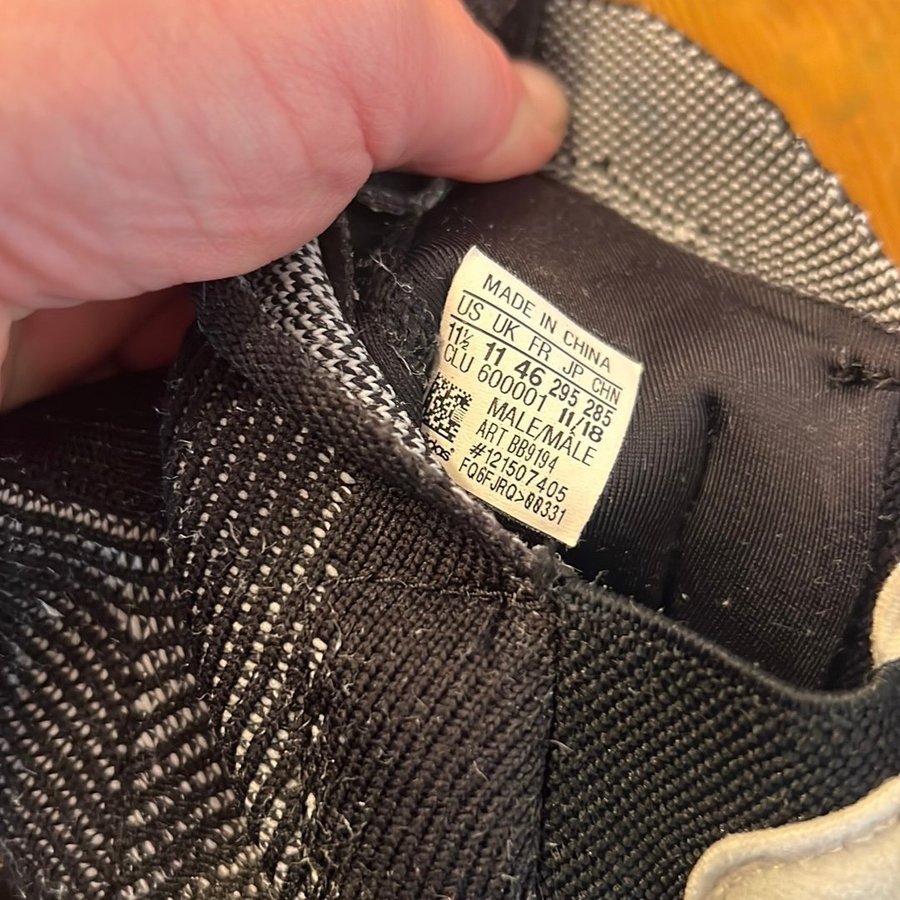 MADE IN CHINA
US UK FR JP CHN
11½ 11 46 295 285
CLU 600001 11/18
MALE/MÂLE
ART BB9194
#121507405
FQ6FJRQ>00331